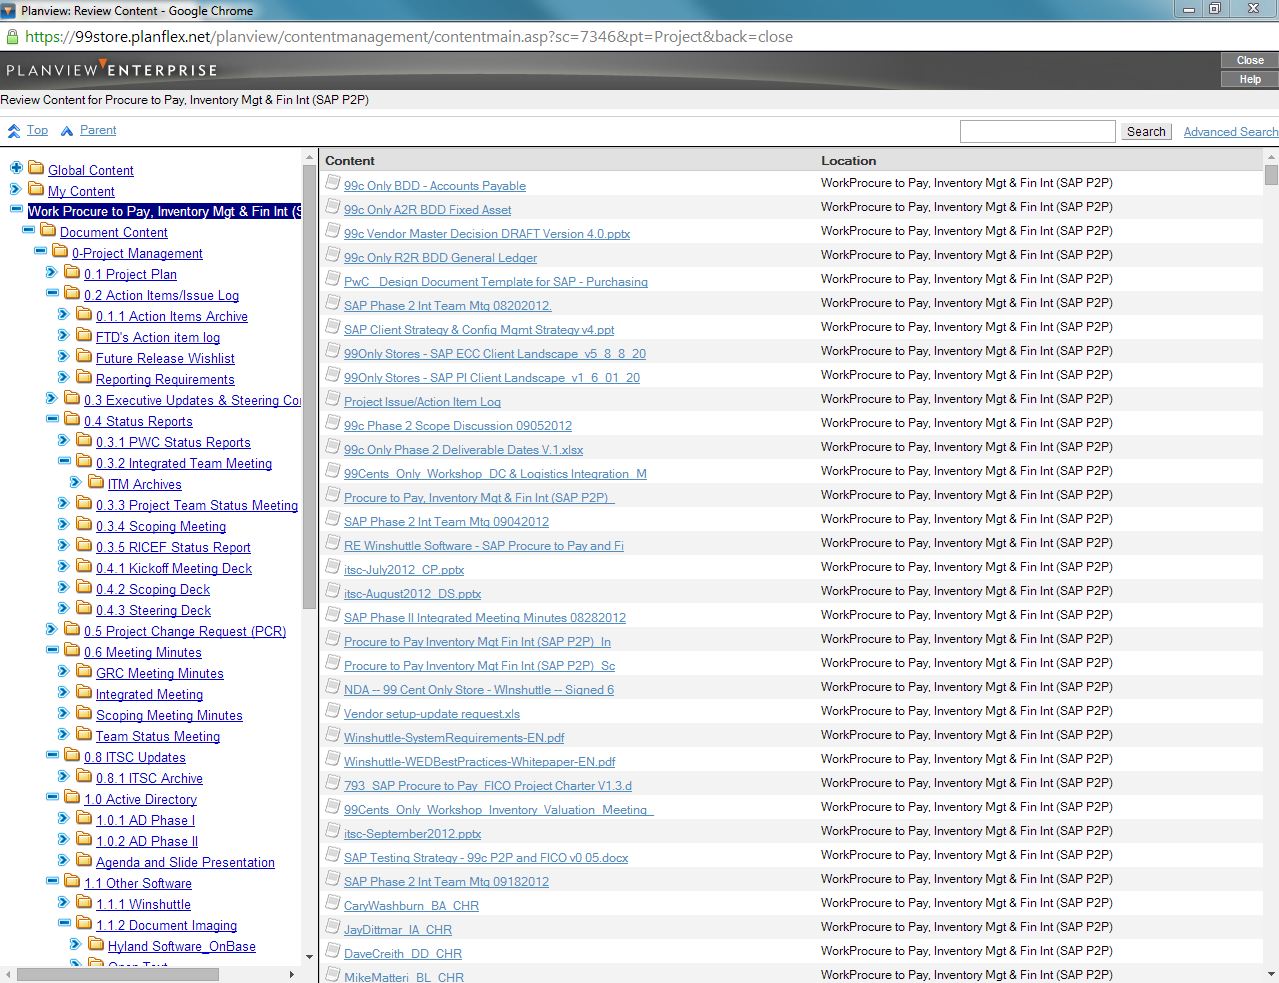 Planview: Review Content - Google Chrome
https://99store.planflex.net/planview/contentmanagement/contentmain.asp?sc=7346&pt=Project&back=close
PLANVIEW ENTERPRISE
Close
Help
Review Content for Procure to Pay, Inventory Mgt & Fin Int (SAP P2P)
Top Parent
Search Advanced Search
Global Content
My Content
Work Procure to Pay, Inventory Mgt & Fin Int (S
Document Content
0-Project Management
0.1 Project Plan
0.2 Action Items/Issue Log
0.1.1 Action Items Archive
FTD's Action item log
Future Release Wishlist
Reporting Requirements
0.3 Executive Updates & Steering Co
0.4 Status Reports
0.3.1 PWC Status Reports
0.3.2 Integrated Team Meeting
ITM Archives
0.3.3 Project Team Status Meeting
0.3.4 Scoping Meeting
0.3.5 RICEF Status Report
0.4.1 Kickoff Meeting Deck
0.4.2 Scoping Deck
0.4.3 Steering Deck
0.5 Project Change Request (PCR)
0.6 Meeting Minutes
GRC Meeting Minutes
Integrated Meeting
Scoping Meeting Minutes
Team Status Meeting
0.8 ITSC Updates
0.8.1 ITSC Archive
1.0 Active Directory
1.0.1 AD Phase I
1.0.2 AD Phase II
Agenda and Slide Presentation
1.1 Other Software
1.1.1 Winshuttle
1.1.2 Document Imaging
Hyland Software_OnBase
Open Text
Content Location
99c Only BDD - Accounts Payable WorkProcure to Pay, Inventory Mgt & Fin Int (SAP P2P)
99c Only A2R BDD Fixed Asset WorkProcure to Pay, Inventory Mgt & Fin Int (SAP P2P)
99c Vendor Master Decision DRAFT Version 4.0.pptx WorkProcure to Pay, Inventory Mgt & Fin Int (SAP P2P)
99c Only R2R BDD General Ledger WorkProcure to Pay, Inventory Mgt & Fin Int (SAP P2P)
PwC _Design Document Template for SAP - Purchasing WorkProcure to Pay, Inventory Mgt & Fin Int (SAP P2P)
SAP Phase 2 Int Team Mtg 08202012. WorkProcure to Pay, Inventory Mgt & Fin Int (SAP P2P)
SAP Client Strategy & Config Mgmt Strategy v4.ppt WorkProcure to Pay, Inventory Mgt & Fin Int (SAP P2P)
99Only Stores - SAP ECC Client Landscape_v5_8_8_20 WorkProcure to Pay, Inventory Mgt & Fin Int (SAP P2P)
99Only Stores - SAP PI Client Landscape_v1_6_01_20 WorkProcure to Pay, Inventory Mgt & Fin Int (SAP P2P)
Project Issue/Action Item Log WorkProcure to Pay, Inventory Mgt & Fin Int (SAP P2P)
99c Phase 2 Scope Discussion 09052012 WorkProcure to Pay, Inventory Mgt & Fin Int (SAP P2P)
99c Only Phase 2 Deliverable Dates V.1.xlsx WorkProcure to Pay, Inventory Mgt & Fin Int (SAP P2P)
99Cents_Only_Workshop_DC & Logistics Integration_M WorkProcure to Pay, Inventory Mgt & Fin Int (SAP P2P)
Procure to Pay, Inventory Mgt & Fin Int (SAP P2P)_ WorkProcure to Pay, Inventory Mgt & Fin Int (SAP P2P)
SAP Phase 2 Int Team Mtg 09042012 WorkProcure to Pay, Inventory Mgt & Fin Int (SAP P2P)
RE Winshuttle Software - SAP Procure to Pay and Fi WorkProcure to Pay, Inventory Mgt & Fin Int (SAP P2P)
itsc-July2012_CP.pptx WorkProcure to Pay, Inventory Mgt & Fin Int (SAP P2P)
itsc-August2012_DS.pptx WorkProcure to Pay, Inventory Mgt & Fin Int (SAP P2P)
SAP Phase II Integrated Meeting Minutes 08282012 WorkProcure to Pay, Inventory Mgt & Fin Int (SAP P2P)
Procure to Pay Inventory Mgt Fin Int (SAP P2P)_In WorkProcure to Pay, Inventory Mgt & Fin Int (SAP P2P)
Procure to Pay Inventory Mgt Fin Int (SAP P2P)_Sc WorkProcure to Pay, Inventory Mgt & Fin Int (SAP P2P)
NDA -- 99 Cent Only Store - WInshuttle -- Signed 6 WorkProcure to Pay, Inventory Mgt & Fin Int (SAP P2P)
Vendor setup-update request.xls WorkProcure to Pay, Inventory Mgt & Fin Int (SAP P2P)
Winshuttle-SystemRequirements-EN.pdf WorkProcure to Pay, Inventory Mgt & Fin Int (SAP P2P)
Winshuttle-WEDBestPractices-Whitepaper-EN.pdf WorkProcure to Pay, Inventory Mgt & Fin Int (SAP P2P)
793_SAP Procure to Pay_FICO Project Charter V1.3.d WorkProcure to Pay, Inventory Mgt & Fin Int (SAP P2P)
99Cents_Only_Workshop_Inventory_Valuation_Meeting_ WorkProcure to Pay, Inventory Mgt & Fin Int (SAP P2P)
itsc-September2012.pptx WorkProcure to Pay, Inventory Mgt & Fin Int (SAP P2P)
SAP Testing Strategy - 99c P2P and FICO v0 05.docx WorkProcure to Pay, Inventory Mgt & Fin Int (SAP P2P)
SAP Phase 2 Int Team Mtg 09182012 WorkProcure to Pay, Inventory Mgt & Fin Int (SAP P2P)
CaryWashburn_BA_CHR WorkProcure to Pay, Inventory Mgt & Fin Int (SAP P2P)
JayDittmar_IA_CHR WorkProcure to Pay, Inventory Mgt & Fin Int (SAP P2P)
DaveCreith_DD_CHR WorkProcure to Pay, Inventory Mgt & Fin Int (SAP P2P)
MikeMatteri_BL_CHR WorkProcure to Pay, Inventory Mgt & Fin Int (SAP P2P)